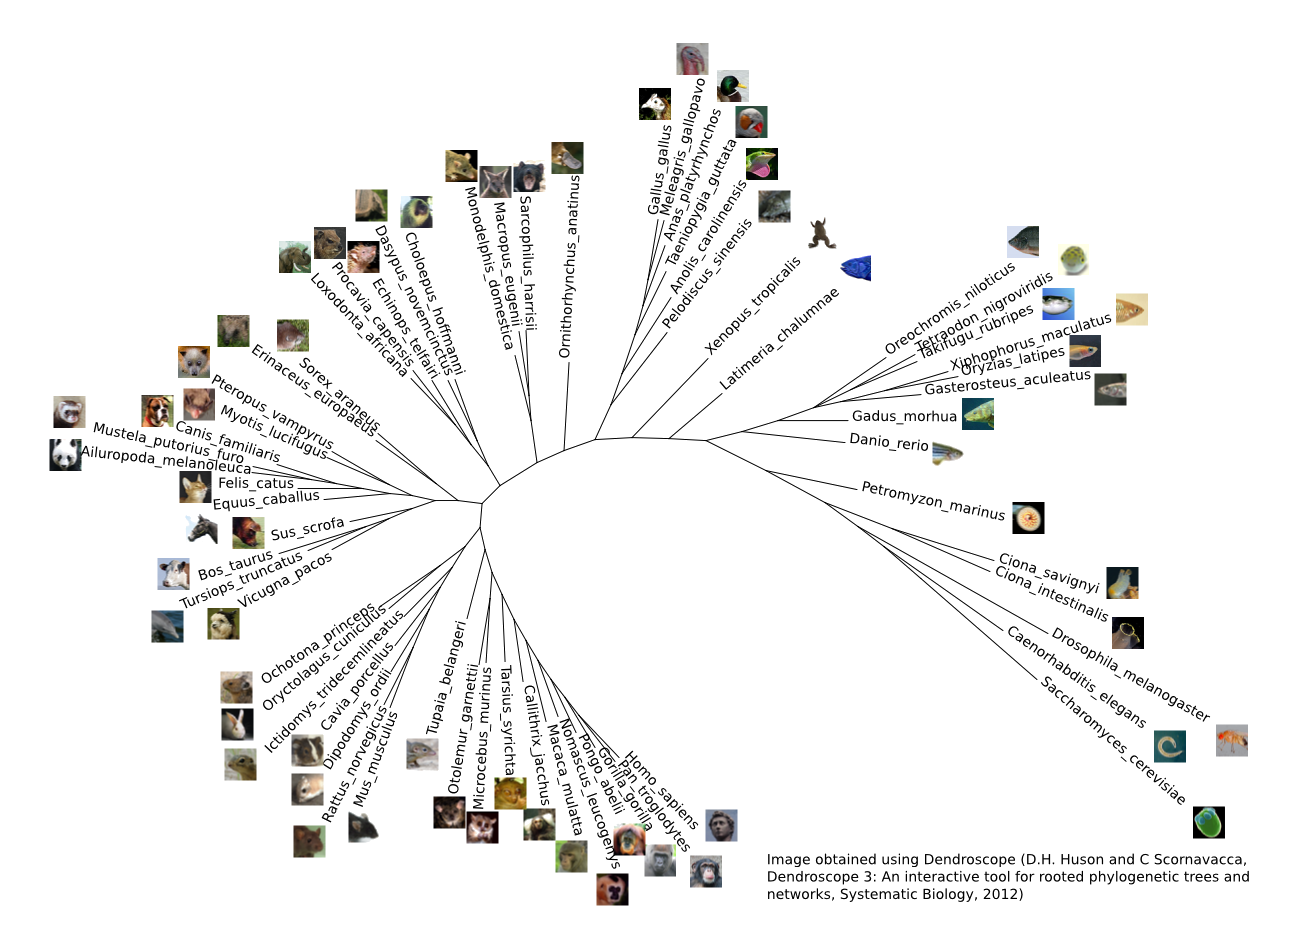 Gallus_gallus
Meleagris_gallopavo
Anas_platyrhynchos
Taeniopygia_guttata
Anolis_carolinensis
Pelodiscus_sinensis
Xenopus_tropicalis
Latimeria_chalumnae
Oreochromis_niloticus
Tetraodon_nigroviridis
Takifugu_rubripes
Xiphophorus_maculatus
Oryzias_latipes
Gasterosteus_aculeatus
Gadus_morhua
Danio_rerio
Petromyzon_marinus
Ciona_savignyi
Ciona_intestinalis
Drosophila_melanogaster
Caenorhabditis_elegans
Saccharomyces_cerevisiae
Homo_sapiens
Pan_troglodytes
Gorilla_gorilla
Pongo_abelii
Nomascus_leucogenys
Macaca_mulatta
Callithrix_jacchus
Tarsius_syrichta
Microcebus_murinus
Otolemur_garnettii
Tupaia_belangeri
Mus_musculus
Rattus_norvegicus
Dipodomys_ordii
Cavia_porcellus
Ictidomys_tridecemlineatus
Oryctolagus_cuniculus
Ochotona_princeps
Vicugna_pacos
Tursiops_truncatus
Bos_taurus
Sus_scrofa
Equus_caballus
Felis_catus
Ailuropoda_melanoleuca
Mustela_putorius_furo
Canis_familiaris
Myotis_lucifugus
Pteropus_vampyrus
Erinaceus_europaeus
Sorex_araneus
Loxodonta_africana
Procavia_capensis
Echinops_telfairi
Dasypus_novemcinctus
Choloepus_hoffmanni
Monodelphis_domestica
Macropus_eugenii
Sarcophilus_harrisii
Ornithorhynchus_anatinus
Image obtained using Dendroscope (D.H. Huson and C Scornavacca,
Dendroscope 3: An interactive tool for rooted phylogenetic trees and
networks, Systematic Biology, 2012)